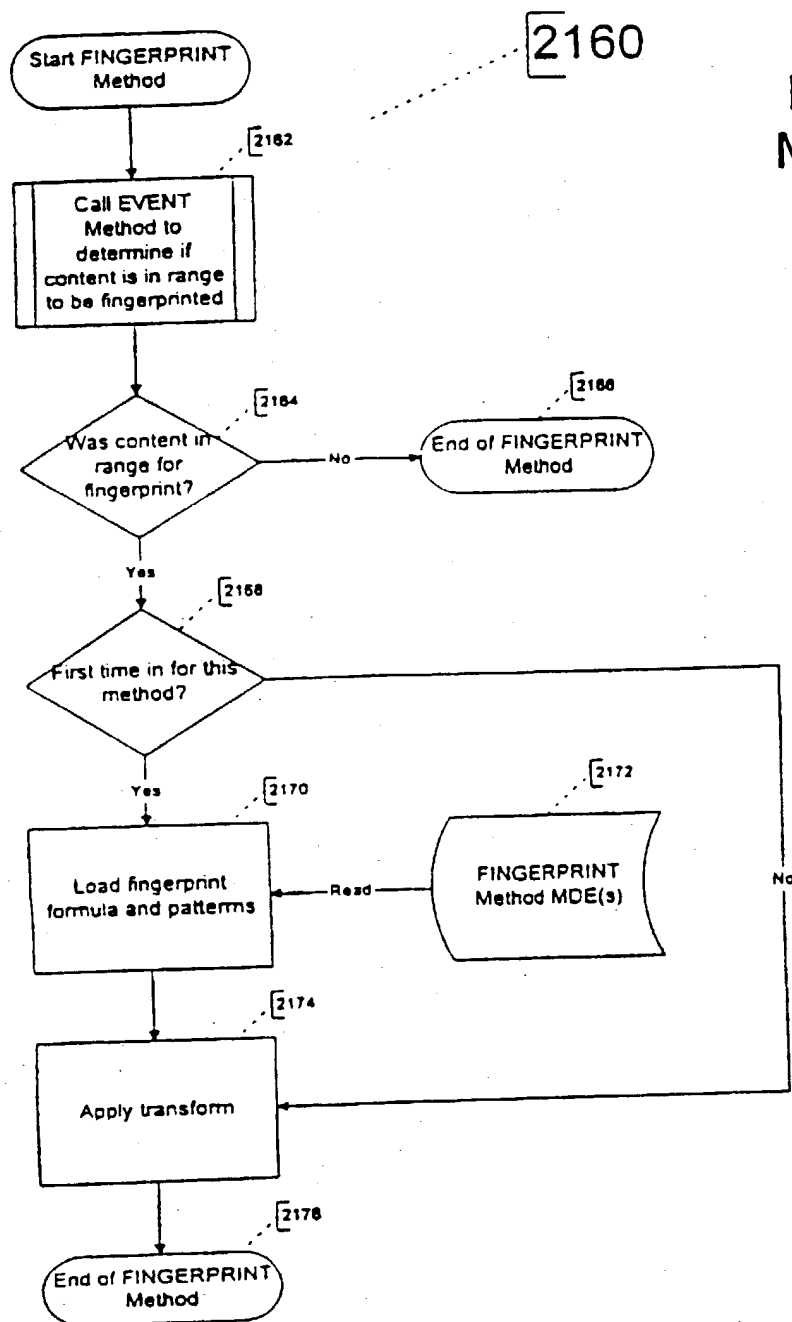 2160
Start FINGERPRINT
Method
2162
Call EVENT
Method to
determine if
content is in range
to be fingerprinted
2164
Was content in
range for
fingerprint?
No
2166
End of FINGERPRINT
Method
Yes
2168
First time in for this
method?
Yes
No
2170
Load fingerprint
formula and patterns
Read
2172
FINGERPRINT
Method MDE(s)
2174
Apply transform
2176
End of FINGERPRINT
Method